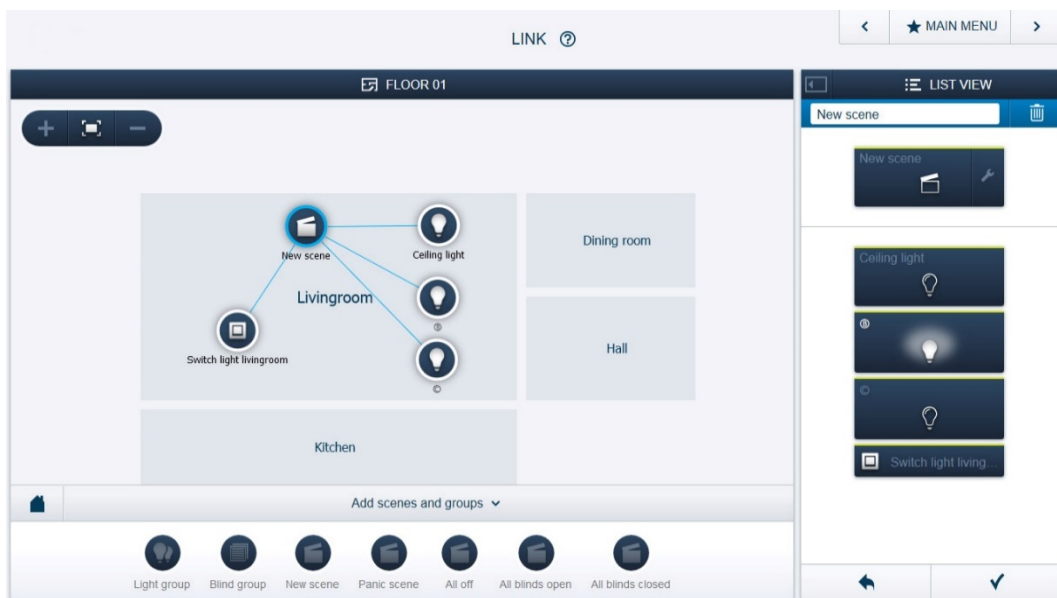 LINK ?
MAIN MENU
FLOOR 01
LIST VIEW
New scene
New scene
New scene
Ceiling light
Livingroom
Ⓑ
Switch light livingroom
©
Dining room
Hall
Kitchen
Ceiling light
Ⓑ
©
Switch light living...
Add scenes and groups
Light group
Blind group
New scene
Panic scene
All off
All blinds open
All blinds closed